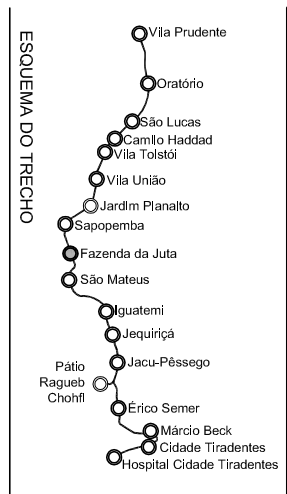 ESQUEMA DO TRECHO
Vila Prudente
Oratório
São Lucas
Camilo Haddad
Vila Tolstói
Vila União
Jardim Planalto
Sapopemba
Fazenda da Juta
São Mateus
Iguatemi
Jequiriçá
Jacu-Pêssego
Pátio
Ragueb
Chohfi
Érico Semer
Márcio Beck
Cidade Tiradentes
Hospital Cidade Tiradentes